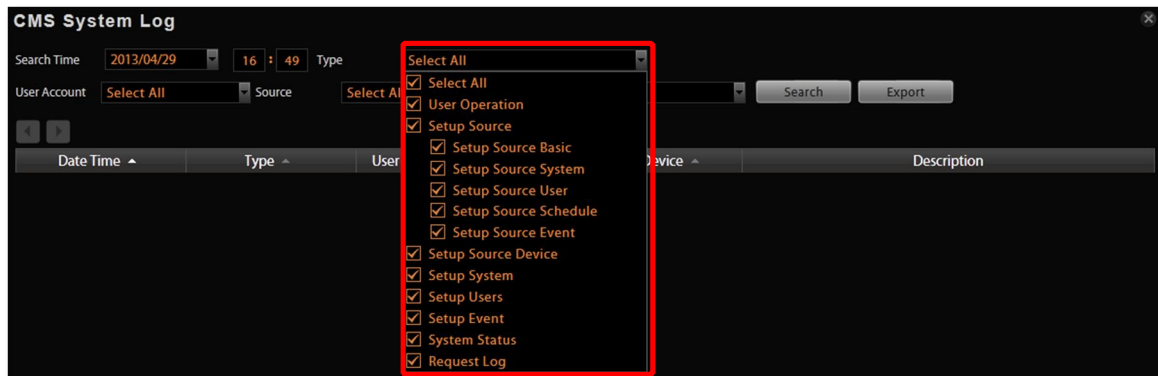 CMS System Log
Search Time 2013/04/29 16 : 49 Type Select All
User Account Select All Source Select Al Search Export
Select All
User Operation
Setup Source
Setup Source Basic
Setup Source System
Setup Source User
Setup Source Schedule
Setup Source Event
Setup Source Device
Setup System
Setup Users
Setup Event
System Status
Request Log
Date Time Type User Device Description